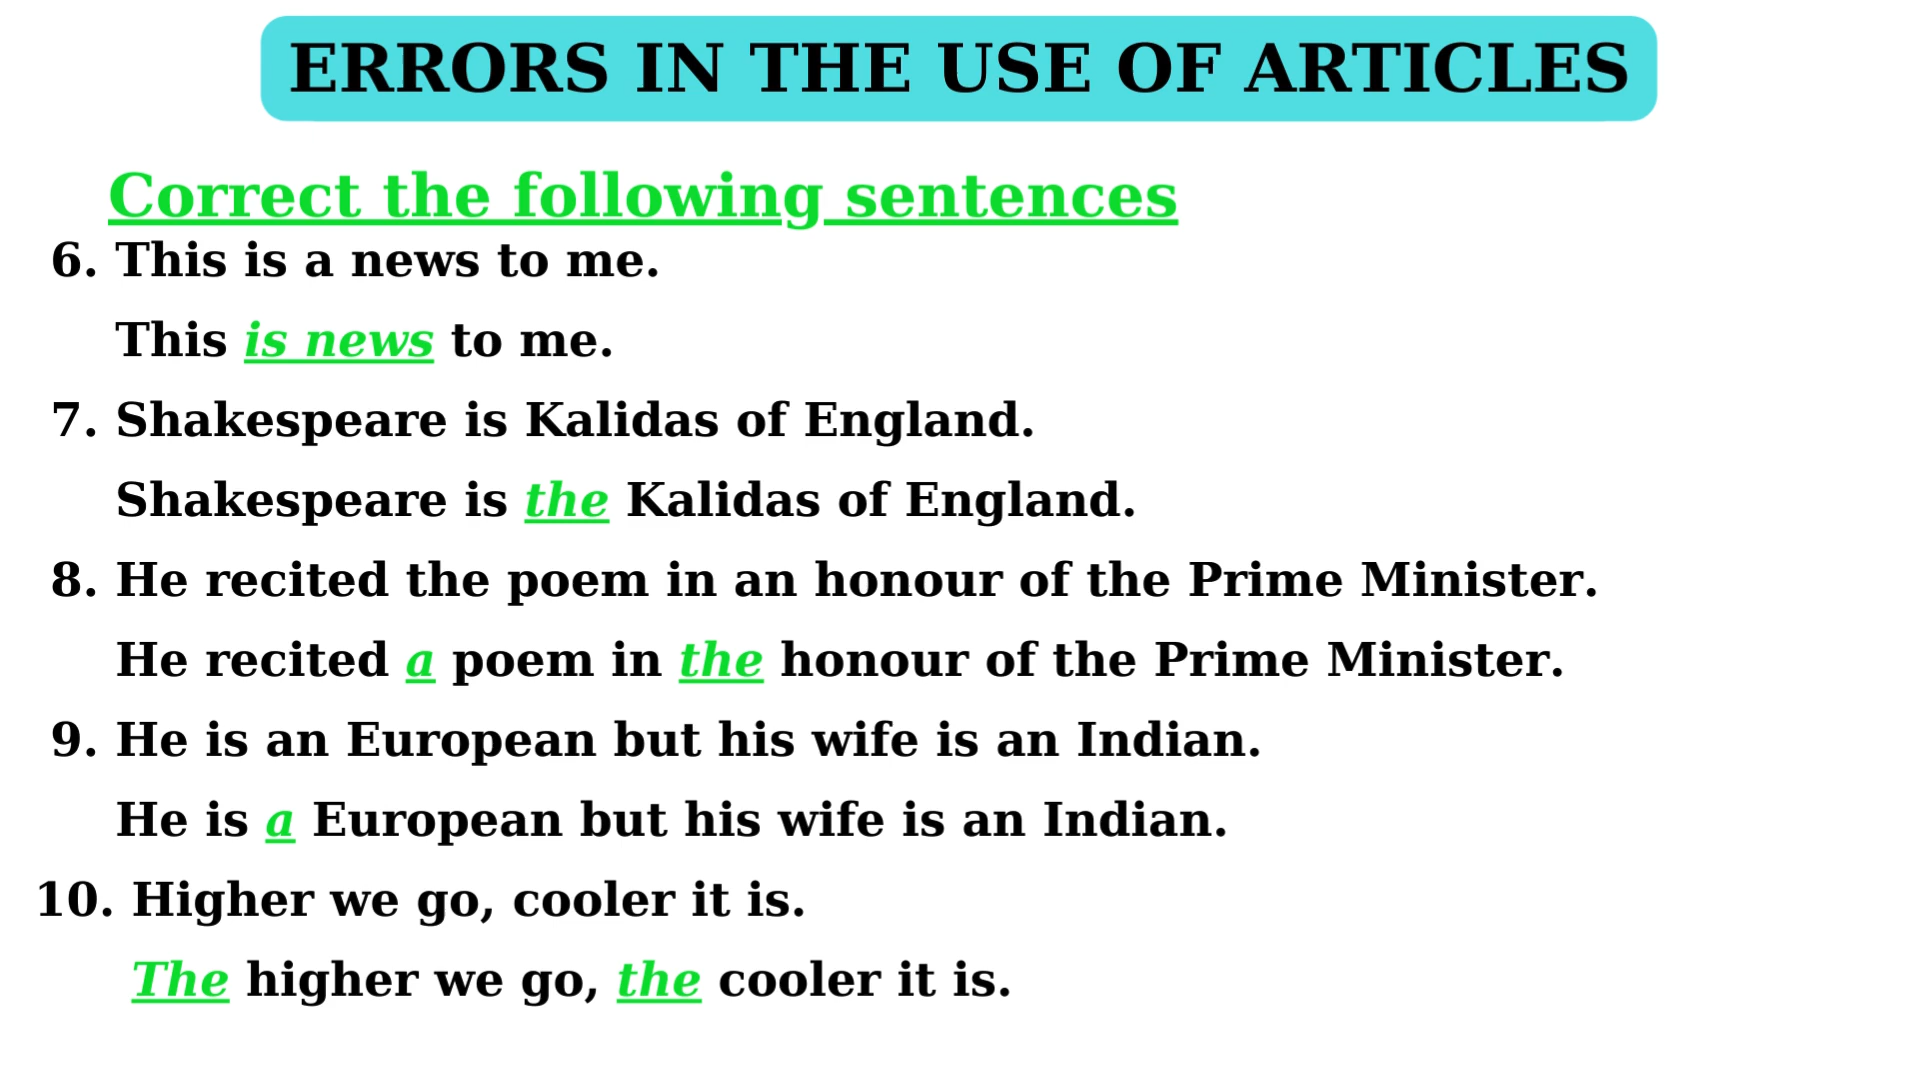 ERRORS IN THE USE OF ARTICLES
Correct the following sentences
6. This is a news to me.
This is news to me.
7. Shakespeare is Kalidas of England.
Shakespeare is the Kalidas of England.
8. He recited the poem in an honour of the Prime Minister.
He recited a poem in the honour of the Prime Minister.
9. He is an European but his wife is an Indian.
He is a European but his wife is an Indian.
10. Higher we go, cooler it is.
The higher we go, the cooler it is.